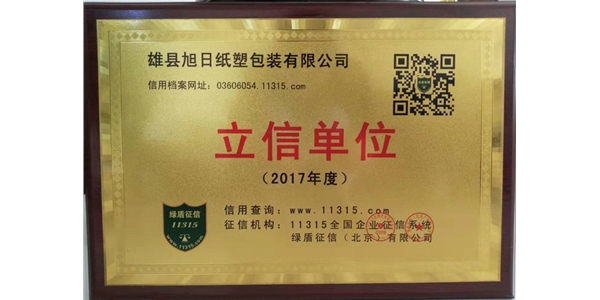 雄县旭日纸塑包装有限公司
信用档案网址：03606054.11315.com
立信单位
（2017年度）
绿盾征信
11315
www.11315.com
信用查询：www.11315.com
征信机构：11315全国企业征信系统
绿盾征信（北京）有限公司